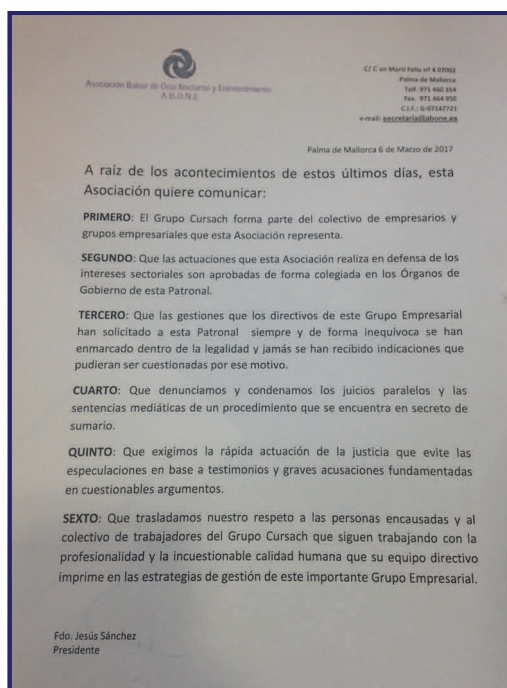 Asociación Balear de Ocio Nocturno y Entretenimiento
A.B.O.N.E
C/ C'an Martí Feliu nº 4 07002
Palma de Mallorca
Telf. 971 460 354
Fax. 971 464 950
C.I.F.: G-07147721
e-mail: secretaria@abone.es
Palma de Mallorca 6 de Marzo de 2017
A raíz de los acontecimientos de estos últimos días, esta
Asociación quiere comunicar:
PRIMERO: El Grupo Cursach forma parte del colectivo de empresarios y
grupos empresariales que esta Asociación representa.
SEGUNDO: Que las actuaciones que esta Asociación realiza en defensa de los
intereses sectoriales son aprobadas de forma colegiada en los Órganos de
Gobierno de esta Patronal.
TERCERO: Que las gestiones que los directivos de este Grupo Empresarial
han solicitado a esta Patronal siempre y de forma inequívoca se han
enmarcado dentro de la legalidad y jamás se han recibido indicaciones que
pudieran ser cuestionadas por ese motivo.
CUARTO: Que denunciamos y condenamos los juicios paralelos y las
sentencias mediáticas de un procedimiento que se encuentra en secreto de
sumario.
QUINTO: Que exigimos la rápida actuación de la justicia que evite las
especulaciones en base a testimonios y graves acusaciones fundamentadas
en cuestionables argumentos.
SEXTO: Que trasladamos nuestro respeto a las personas encausadas y al
colectivo de trabajadores del Grupo Cursach que siguen trabajando con la
profesionalidad y la incuestionable calidad humana que su equipo directivo
imprime en las estrategias de gestión de este importante Grupo Empresarial.
Fdo. Jesús Sánchez
Presidente